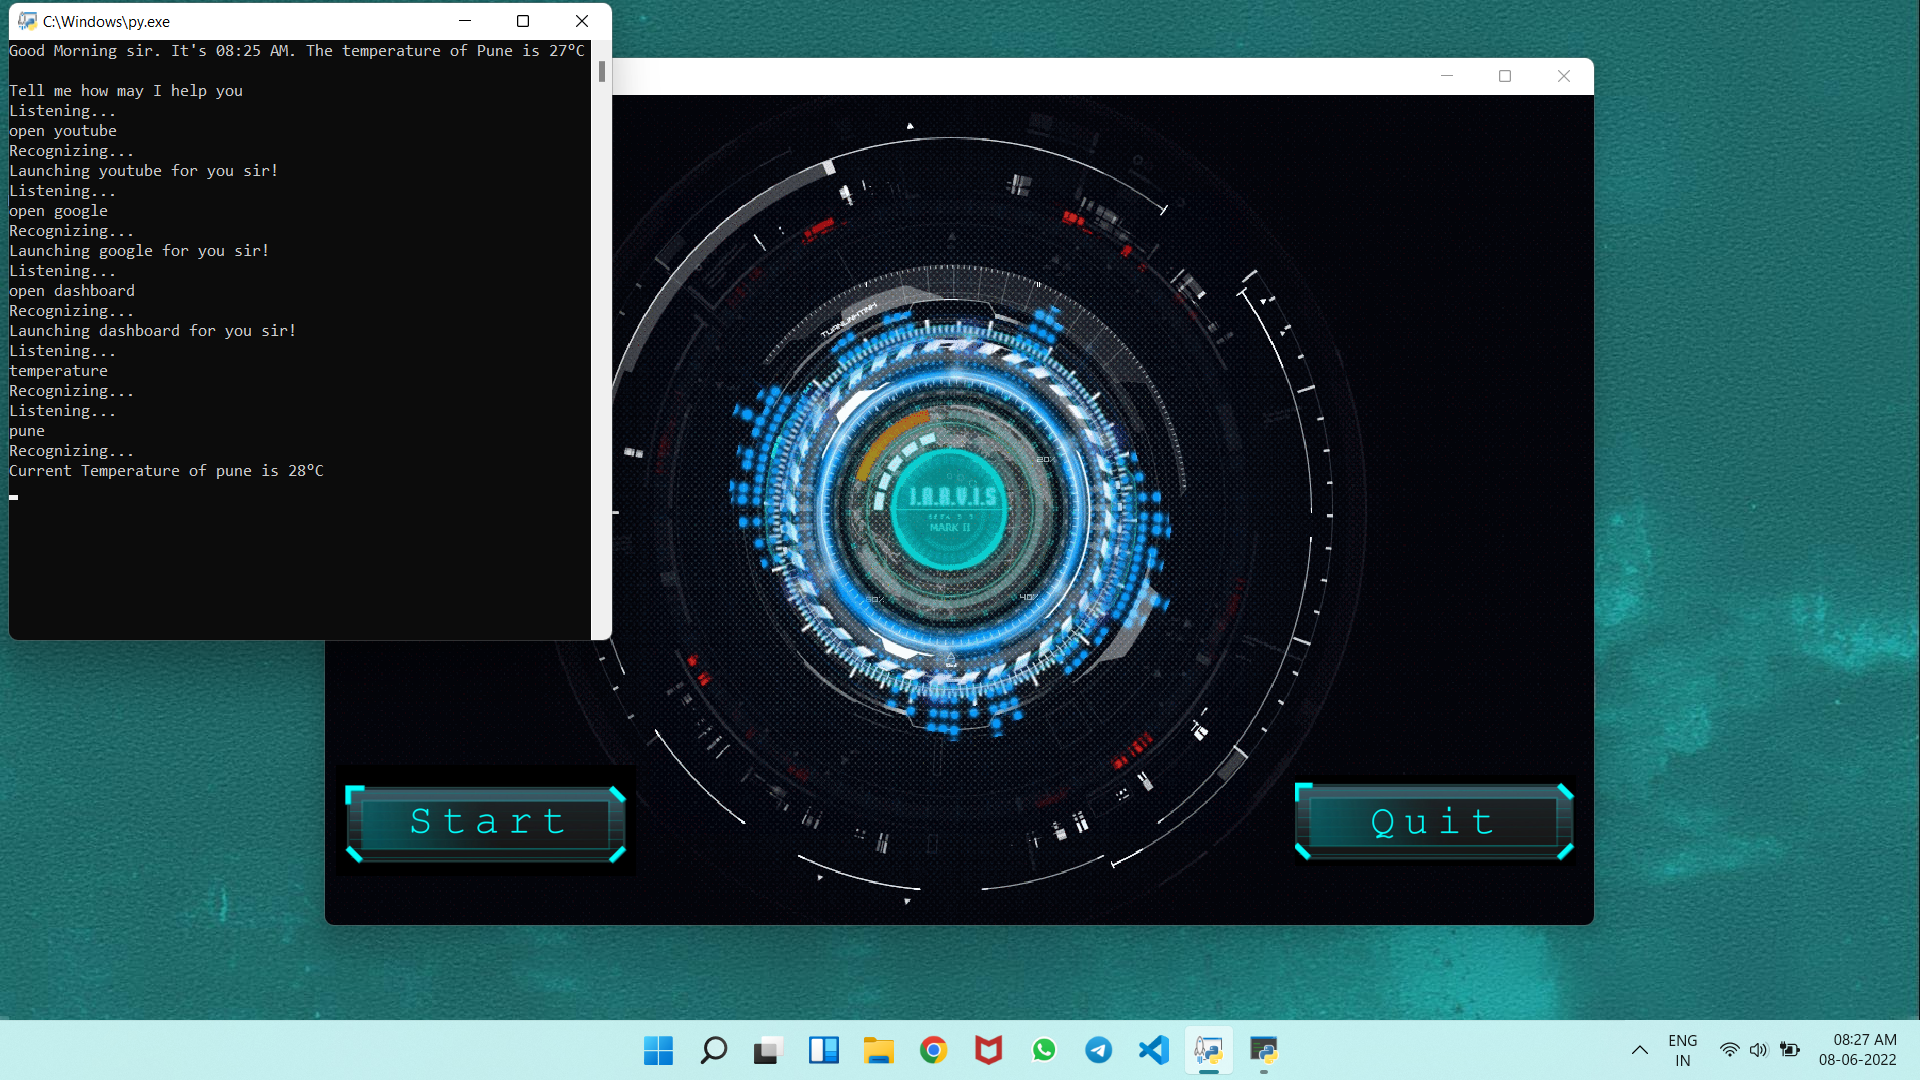 C:\Windows\py.exe
Good Morning sir. It's 08:25 AM. The temperature of Pune is 27°C
Tell me how may I help you
Listening...
open youtube
Recognizing...
Launching youtube for you sir!
Listening...
open google
Recognizing...
Launching google for you sir!
Listening...
open dashboard
Recognizing...
Launching dashboard for you sir!
Listening...
temperature
Recognizing...
Listening...
pune
Recognizing...
Current Temperature of pune is 28°C
20%
J.A.R.V.I.S
MARK II
40%
Start
Quit
ENG
IN
08:27 AM
08-06-2022